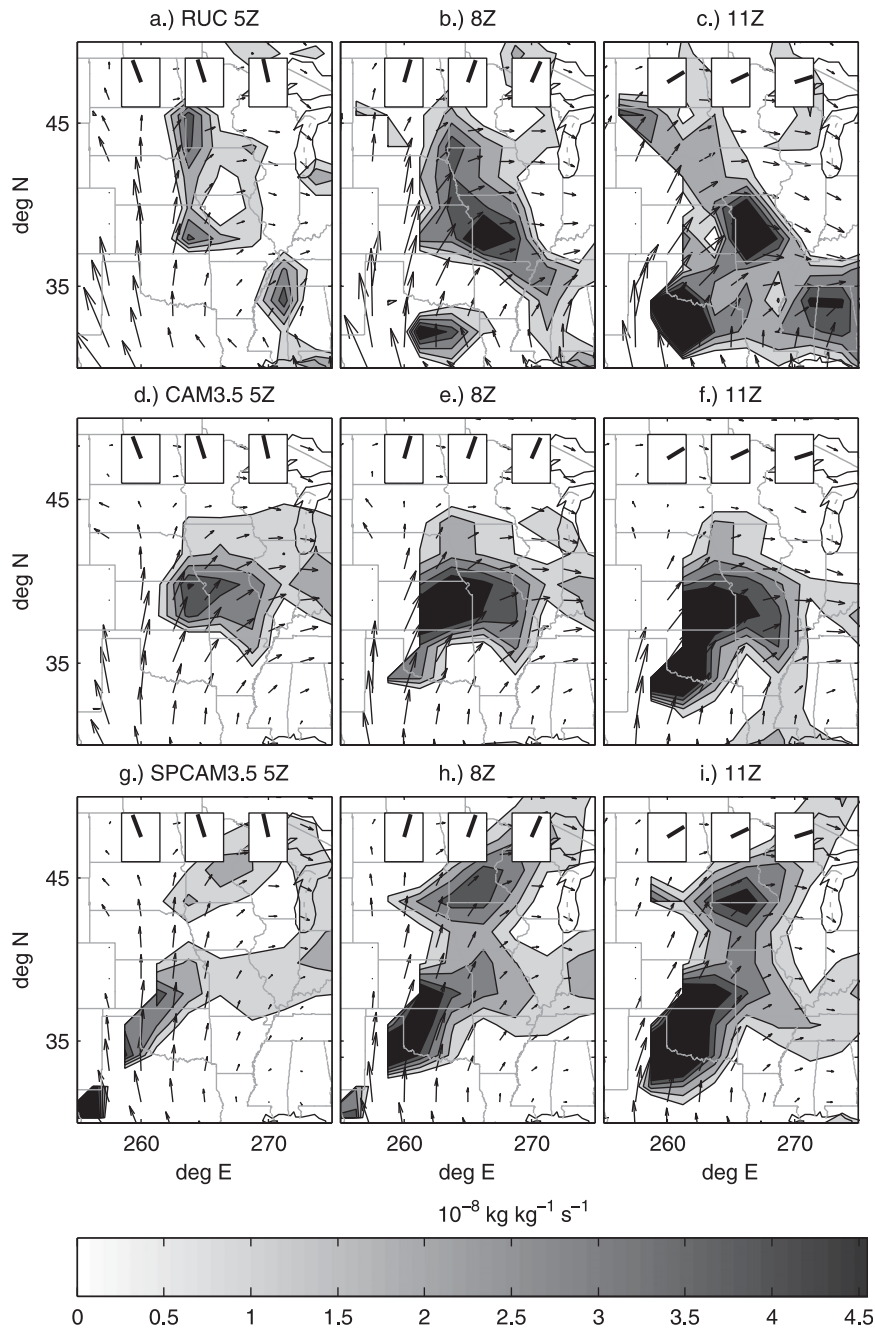 a.) RUC 5Z b.) 8Z c.) 11Z
45
deg N
35
d.) CAM3.5 5Z e.) 8Z f.) 11Z
45
deg N
35
g.) SPCAM3.5 5Z h.) 8Z i.) 11Z
45
deg N
35
260 270 260 270 260 270
deg E deg E deg E
10⁻⁸ kg kg⁻¹ s⁻¹
0 0.5 1 1.5 2 2.5 3 3.5 4 4.5